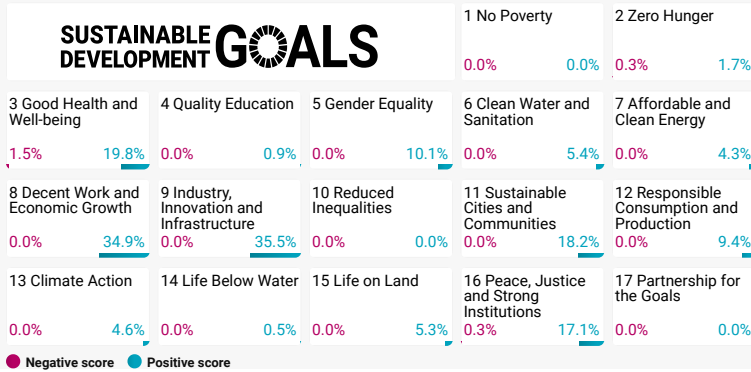 SUSTAINABLE
DEVELOPMENT
GOALS
1 No Poverty
0.0% 0.0%
2 Zero Hunger
0.3% 1.7%
3 Good Health and
Well-being
1.5% 19.8%
4 Quality Education
0.0% 0.9%
5 Gender Equality
0.0% 10.1%
6 Clean Water and
Sanitation
0.0% 5.4%
7 Affordable and
Clean Energy
0.0% 4.3%
8 Decent Work and
Economic Growth
0.0% 34.9%
9 Industry,
Innovation and
Infrastructure
0.0% 35.5%
10 Reduced
Inequalities
0.0% 0.0%
11 Sustainable
Cities and
Communities
0.0% 18.2%
12 Responsible
Consumption and
Production
0.0% 9.4%
13 Climate Action
0.0% 4.6%
14 Life Below Water
0.0% 0.5%
15 Life on Land
0.0% 5.3%
16 Peace, Justice
and Strong
Institutions
0.3% 17.1%
17 Partnership for
the Goals
0.0% 0.0%
Negative score Positive score